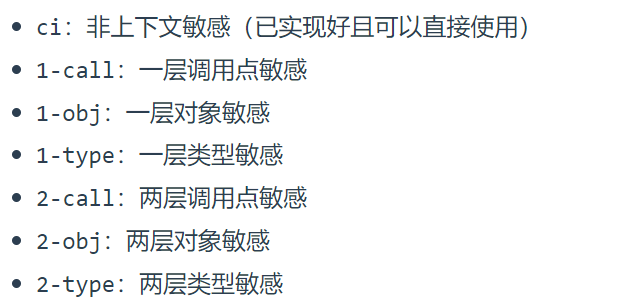 • ci：非上下文敏感（已实现好且可以直接使用）
• 1-call：一层调用点敏感
• 1-obj：一层对象敏感
• 1-type：一层类型敏感
• 2-call：两层调用点敏感
• 2-obj：两层对象敏感
• 2-type：两层类型敏感